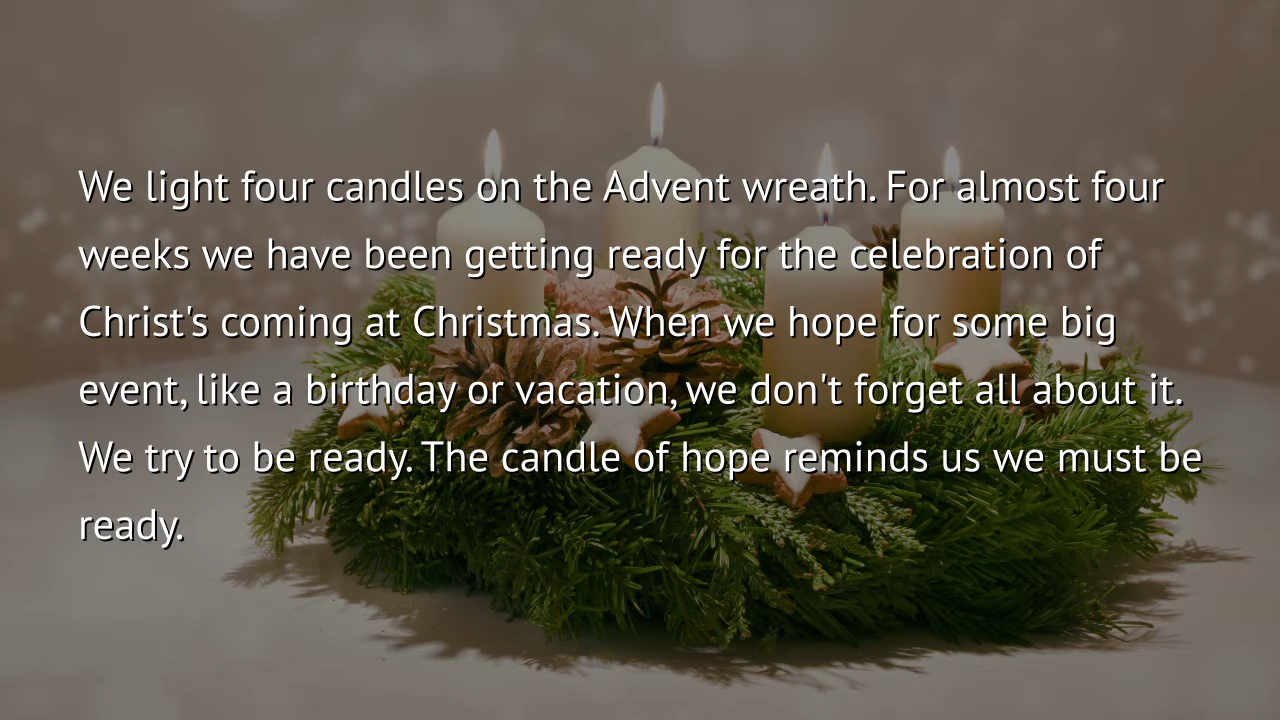 We light four candles on the Advent wreath. For almost four
weeks we have been getting ready for the celebration of
Christ's coming at Christmas. When we hope for some big
event, like a birthday or vacation, we don't forget all about it.
We try to be ready. The candle of hope reminds us we must be
ready.